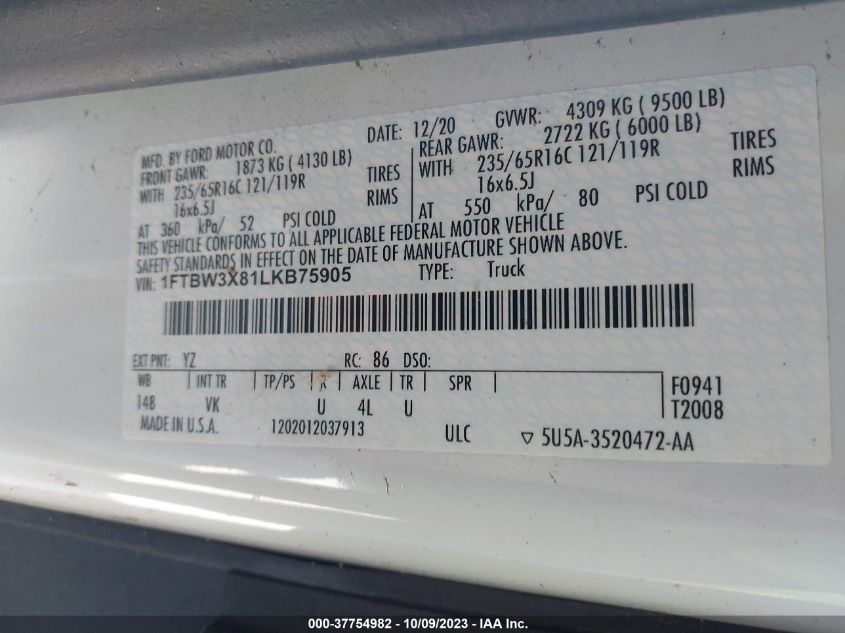 MFD. BY FORD MOTOR CO. DATE: 12/20 GVWR: 4309 KG ( 9500 LB)
FRONT GAWR: 1873 KG ( 4130 LB) REAR GAWR: 2722 KG ( 6000 LB)
WITH 235/65R16C 121/119R TIRES WITH 235/65R16C 121/119R TIRES
16x6.5J RIMS 16x6.5J RIMS
AT 360 kPa/ 52 PSI COLD AT 550 kPa/ 80 PSI COLD
THIS VEHICLE CONFORMS TO ALL APPLICABLE FEDERAL MOTOR VEHICLE
SAFETY STANDARDS IN EFFECT ON THE DATE OF MANUFACTURE SHOWN ABOVE.
VIN: 1FTBW3X81LKB75905 TYPE: Truck
EXT PNT: YZ RC: 86 DSO:
WB INT TR TP/PS R AXLE TR SPR F0941
148 VK U 4L U T2008
MADE IN U.S.A. 1202012037913 ULC ▽ 5U5A-3520472-AA
000-37754982 - 10/09/2023 - IAA Inc.